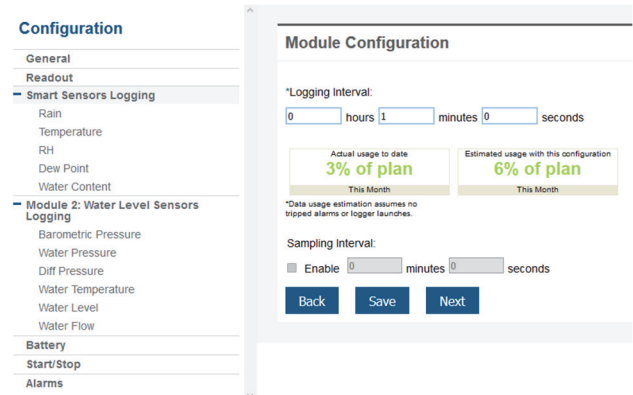 Configuration
General
Readout
Smart Sensors Logging
Rain
Temperature
RH
Dew Point
Water Content
Module 2: Water Level Sensors
Logging
Barometric Pressure
Water Pressure
Diff Pressure
Water Temperature
Water Level
Water Flow
Battery
Start/Stop
Alarms
Module Configuration
*Logging Interval:
0 hours 1 minutes 0 seconds
Actual usage to date
3% of plan
This Month
Estimated usage with this configuration
6% of plan
This Month
*Data usage estimation assumes no
tripped alarms or logger launches.
Sampling Interval:
Enable 0 minutes 0 seconds
Back Save Next